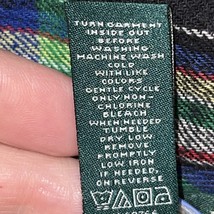 TURN GARMENT
INSIDE OUT
BEFORE
WASHING
MACHINE WASH
COLD
WITH LIKE
COLORS
GENTLE CYCLE
ONLY NON-
CHLORINE
BLEACH
WHEN NEEDED
TUMBLE
DRY LOW
REMOVE
PROMPTLY
LOW IRON
IF NEEDED
ON REVERSE